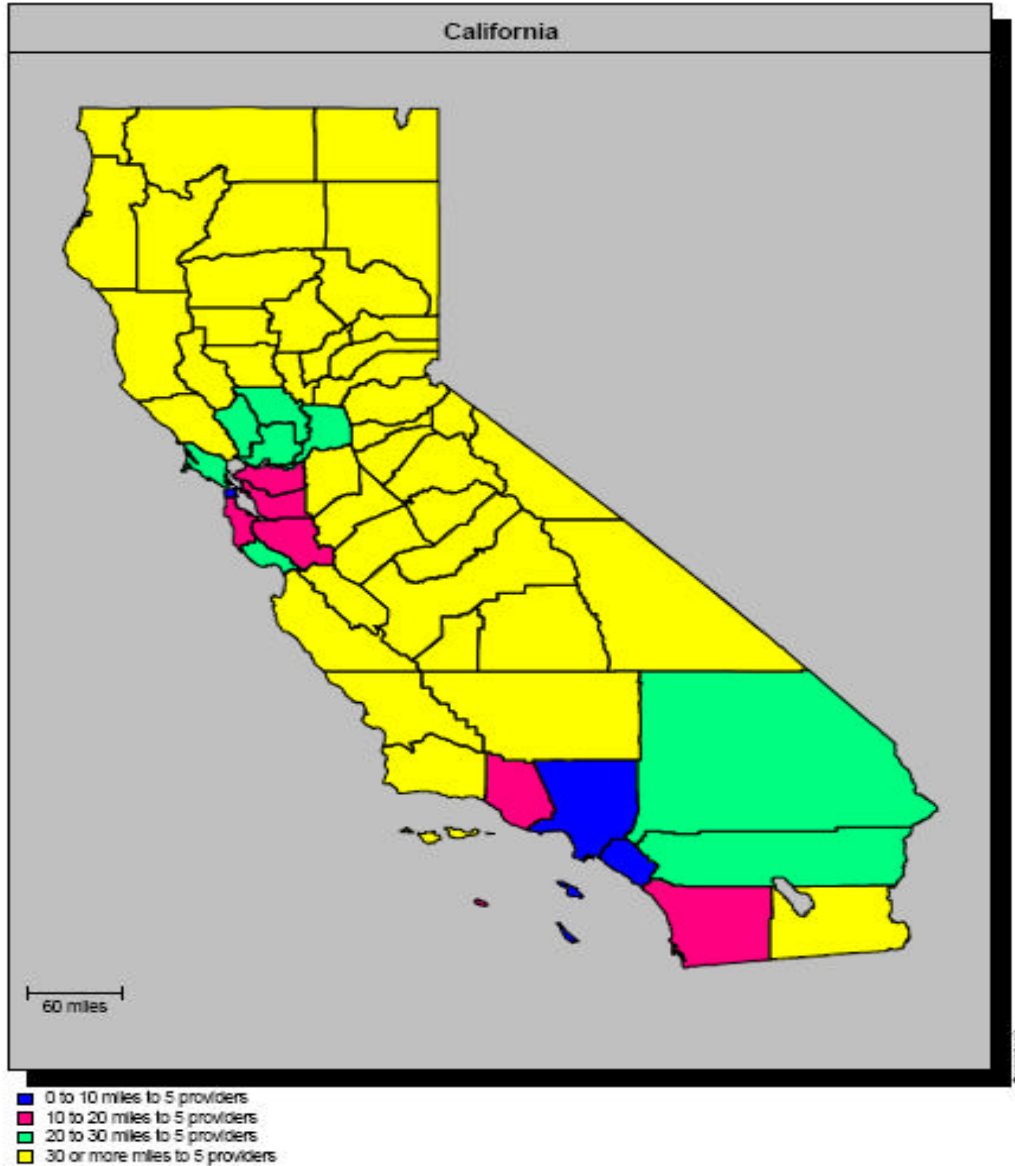 California
60 miles
0 to 10 miles to 5 providers
10 to 20 miles to 5 providers
20 to 30 miles to 5 providers
30 or more miles to 5 providers